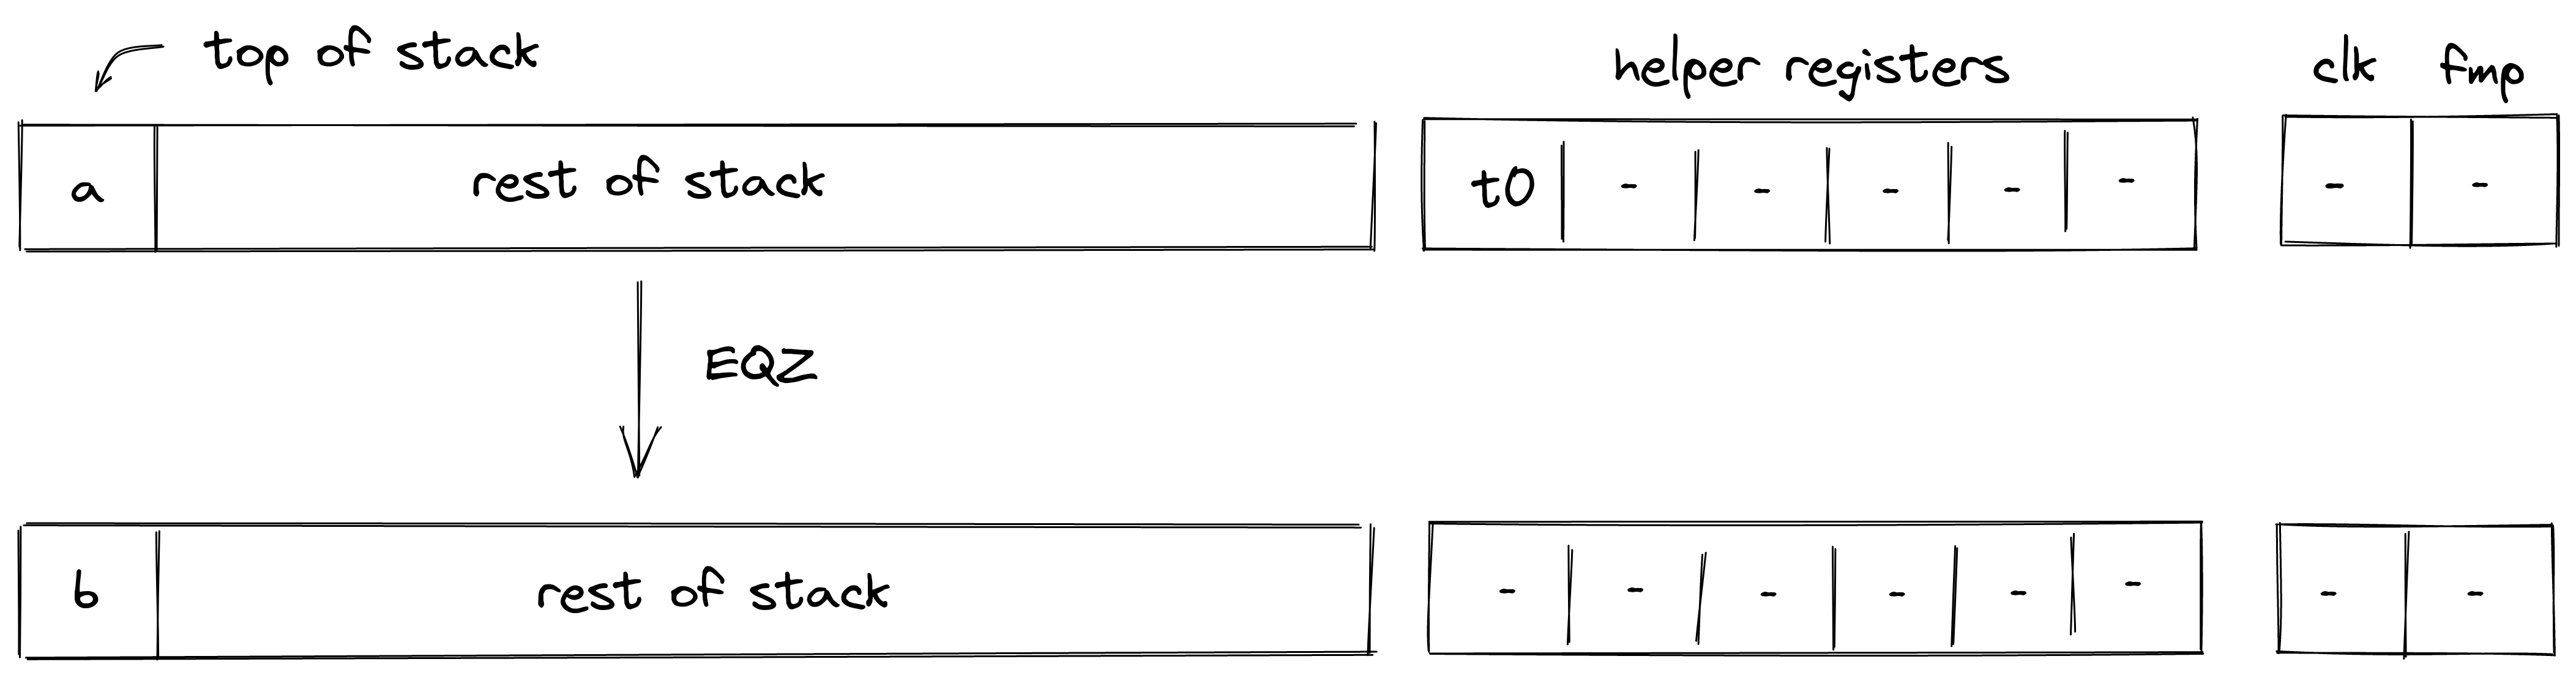 top of stack
helper registers
clk fmp
a rest of stack t0 - - - - - - -
EQZ
b rest of stack - - - - - - - -